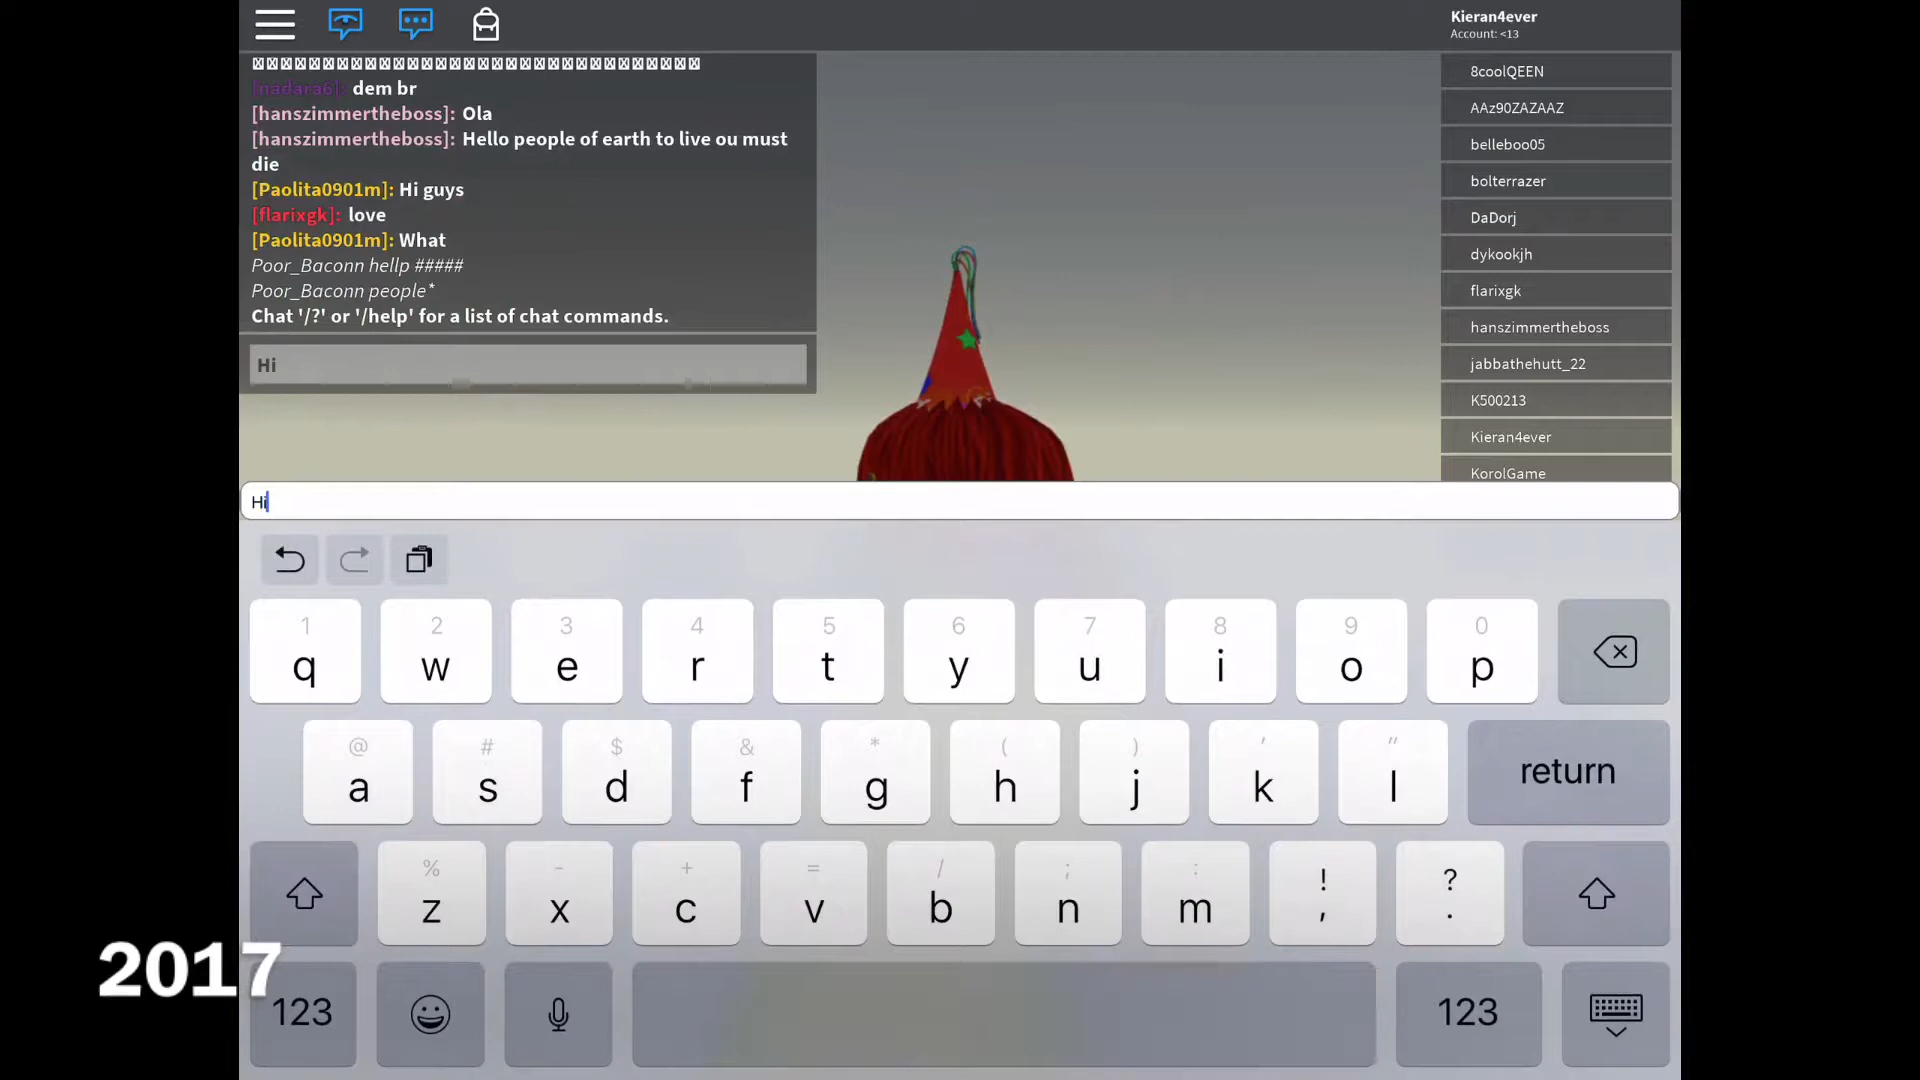 Kieran4ever
Account: <13
[nadara6]: dem br
[hanszimmertheboss]: Ola
[hanszimmertheboss]: Hello people of earth to live ou must
die
[Paolita0901m]: Hi guys
[flarixgk]: love
[Paolita0901m]: What
Poor_Baconn hellp #####
Poor_Baconn people*
Chat '/?' or '/help' for a list of chat commands.
Hi
8coolQEEN
AAz90ZAZAAZ
belleboo05
bolterrazer
DaDorj
dykookjh
flarixgk
hanszimmertheboss
jabbathehutt_22
K500213
Kieran4ever
KorolGame
Hi
1 2 3 4 5 6 7 8 9 0
q w e r t y u i o p
@ # $ & * ( ) ' "
a s d f g h j k l return
% - + = / ; : ! ?
z x c v b n m , .
2017
123 123